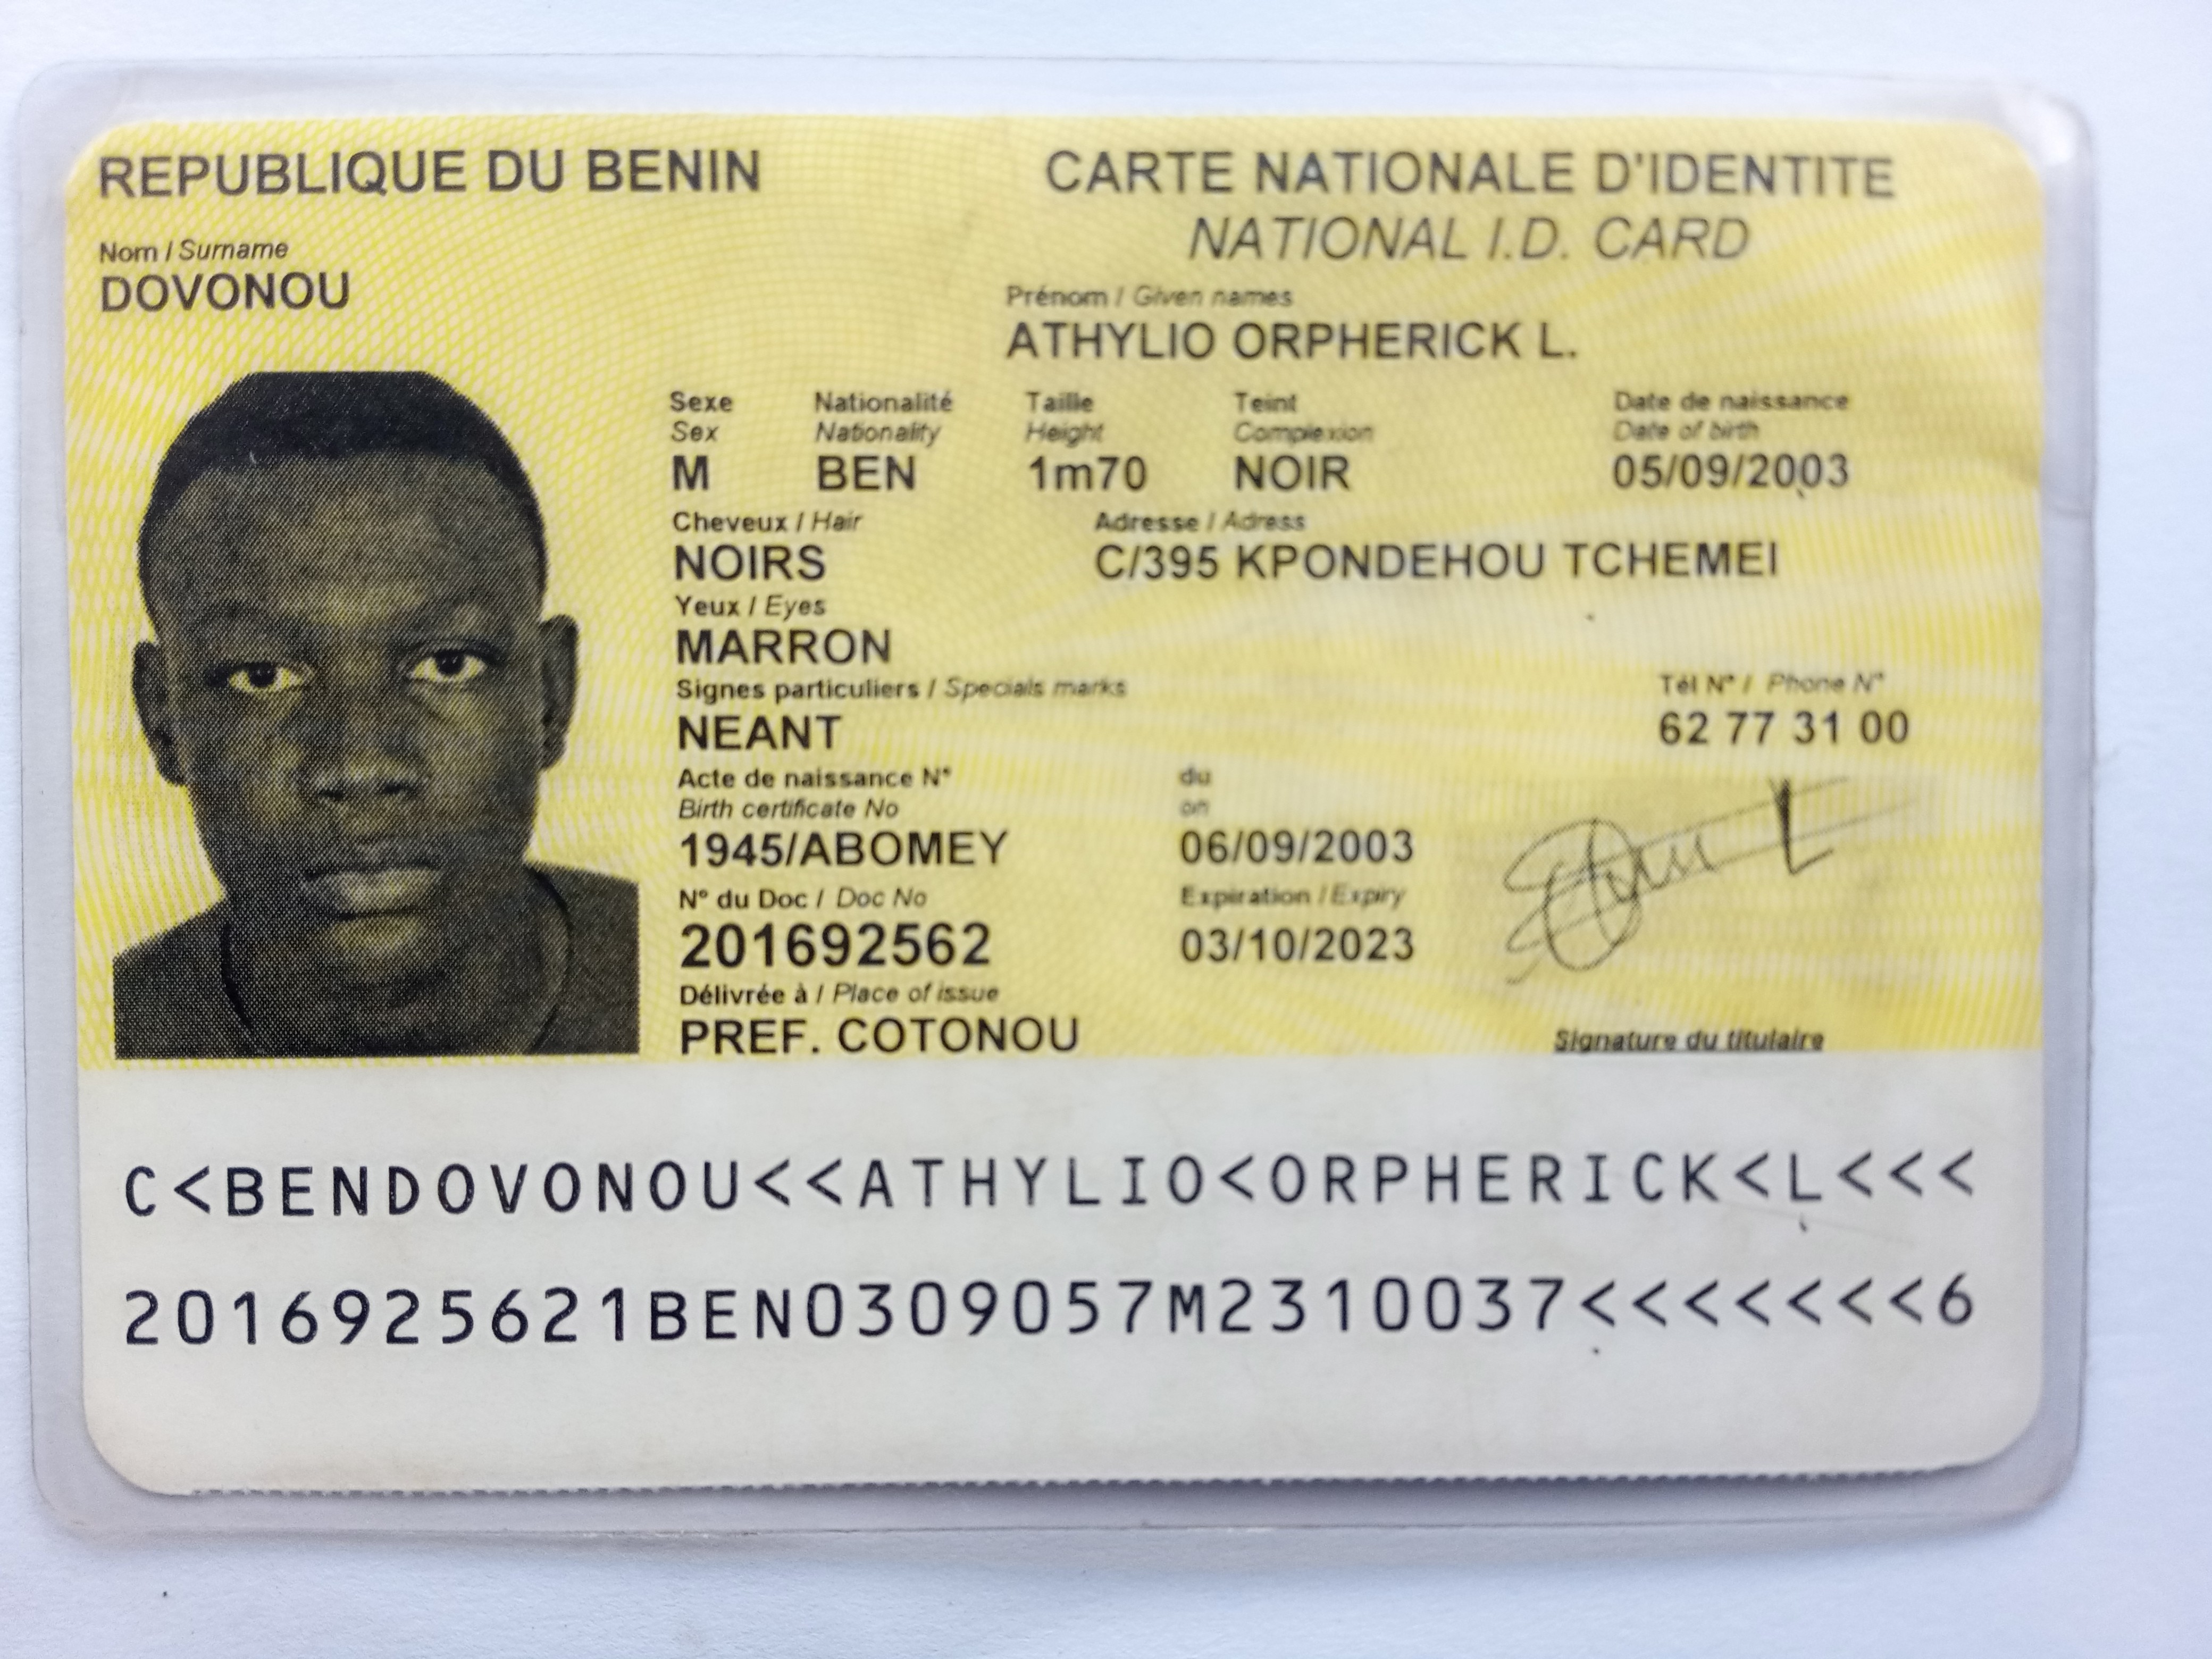 REPUBLIQUE DU BENIN
CARTE NATIONALE D'IDENTITE
NATIONAL I.D. CARD
Nom / Surname
DOVONOU
Prénom / Given names
ATHYLIO ORPHERICK L.
Sexe Nationalité Taille Teint Date de naissance
Sex Nationality Height Complexion Date of birth
M BEN 1m70 NOIR 05/09/2003
Cheveux / Hair Adresse / Adress
NOIRS C/395 KPONDEHOU TCHEMEI
Yeux / Eyes
MARRON
Signes particuliers / Specials marks Tél N° / Phone N°
NEANT 62 77 31 00
Acte de naissance N° du
Birth certificate No on
1945/ABOMEY 06/09/2003
N° du Doc / Doc No Expiration / Expiry
201692562 03/10/2023
Délivrée à / Place of issue
PREF. COTONOU
Signature du titulaire
C<BENDOVONOU<<ATHYLIO<ORPHERICK<L<<<
2016925621BEN0309057M2310037<<<<<<<6